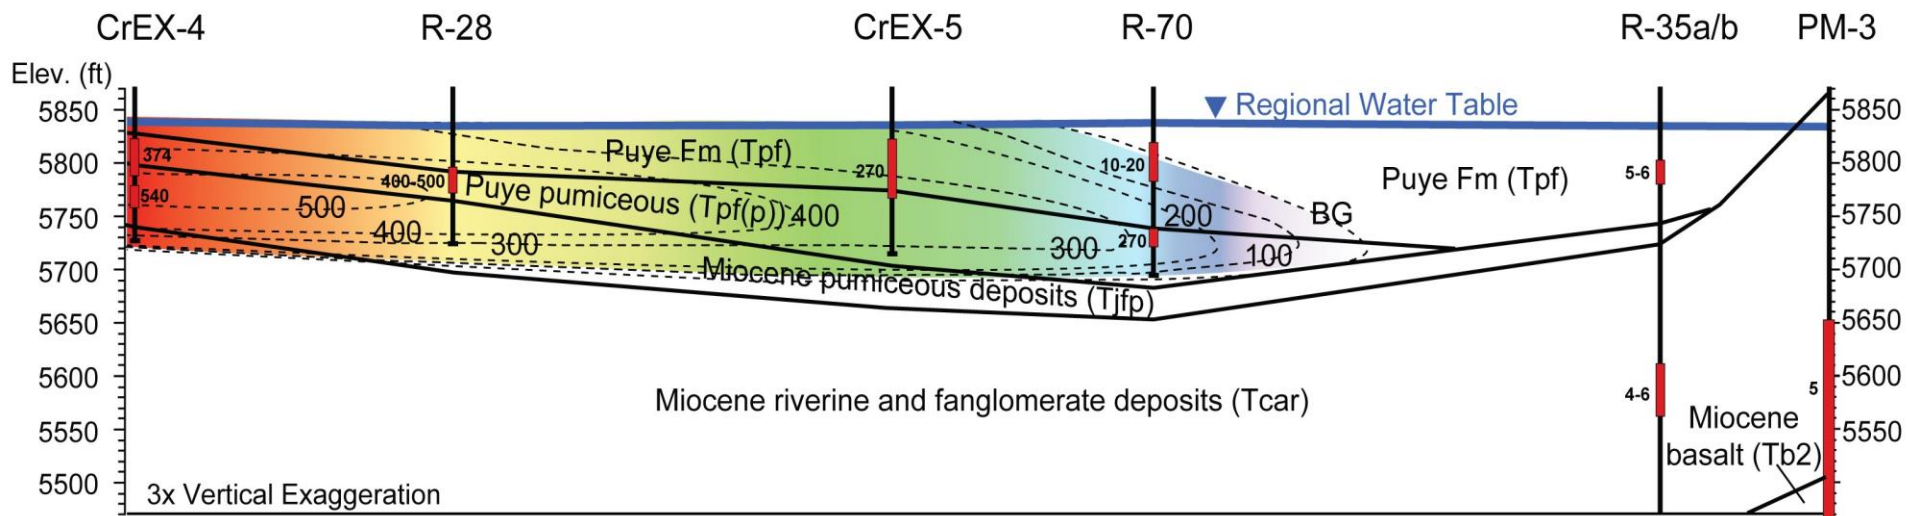 CrEX-4 R-28 CrEX-5 R-70 R-35a/b PM-3
Elev. (ft)
▼ Regional Water Table
5850 5850
Puye Fm (Tpf)
374
5800 5800
10-20
270
5-6
400-500
Puye Fm (Tpf)
Puye pumiceous (Tpf(p))
540
500
400
200
BG
5750 5750
400
300
300
270
100
5700 5700
Miocene pumiceous deposits (Tjfp)
5650 5650
5600 5600
4-6
5
Miocene riverine and fanglomerate deposits (Tcar)
Miocene
basalt (Tb2)
5550 5550
5500
3x Vertical Exaggeration